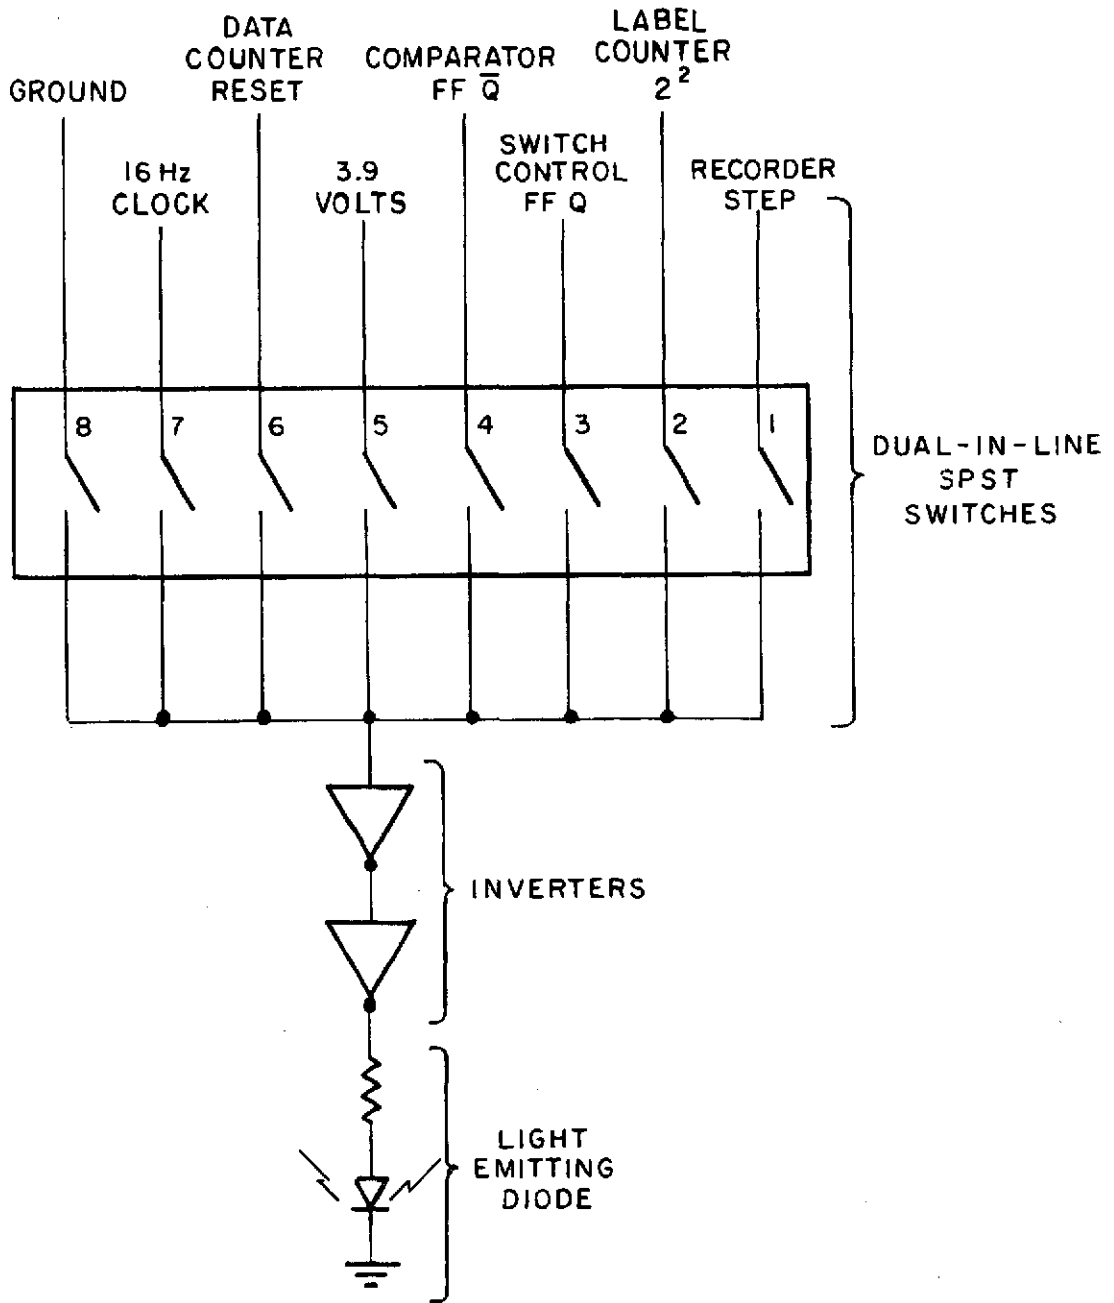 GROUND
DATA
COUNTER
RESET
COMPARATOR
FF Q̅
LABEL
COUNTER
2²
16 Hz
CLOCK
3.9
VOLTS
SWITCH
CONTROL
FF Q
RECORDER
STEP
8 7 6 5 4 3 2 1
DUAL-IN-LINE
SPST
SWITCHES
INVERTERS
LIGHT
EMITTING
DIODE